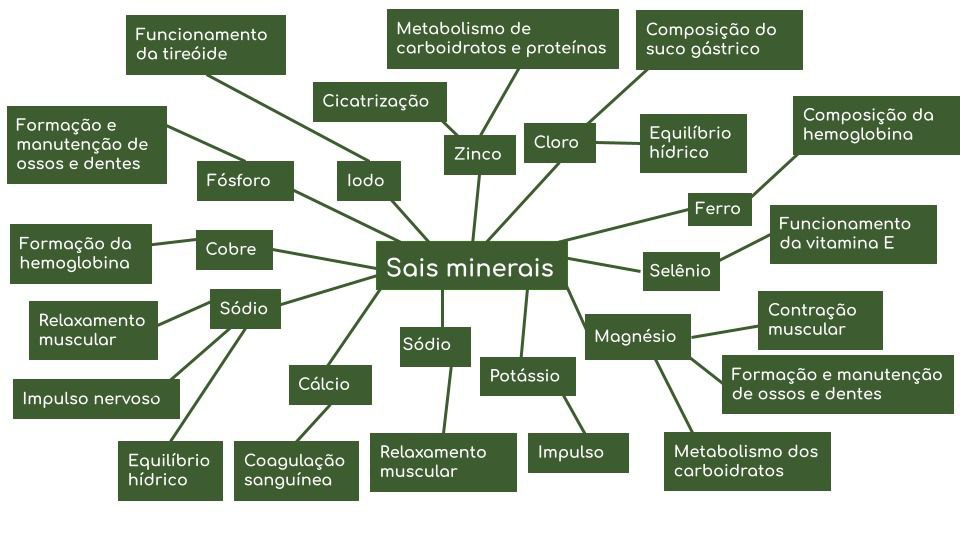 Funcionamento
da tireóide
Metabolismo de
carboidratos e proteínas
Composição do
suco gástrico
Cicatrização
Formação e
manutenção de
ossos e dentes
Composição da
hemoglobina
Zinco
Cloro
Equilíbrio
hídrico
Fósforo
Iodo
Ferro
Formação da
hemoglobina
Cobre
Funcionamento
da vitamina E
Sais minerais
Selênio
Relaxamento
muscular
Sódio
Contração
muscular
Sódio
Magnésio
Impulso nervoso
Cálcio
Potássio
Formação e manutenção
de ossos e dentes
Equilíbrio
hídrico
Coagulação
sanguínea
Relaxamento
muscular
Impulso
Metabolismo dos
carboidratos